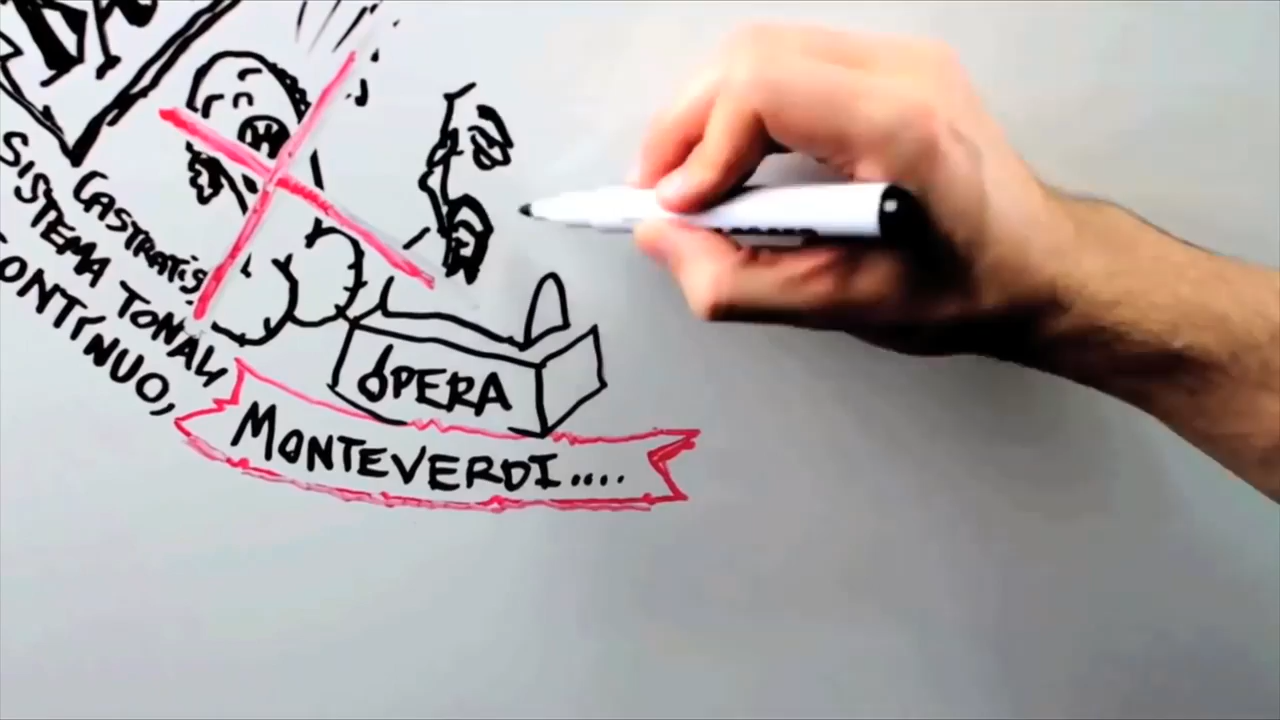 CASTRATIS,
SISTEMA TONAL,
CONTÍNUO,
ÓPERA
MONTEVERDI....